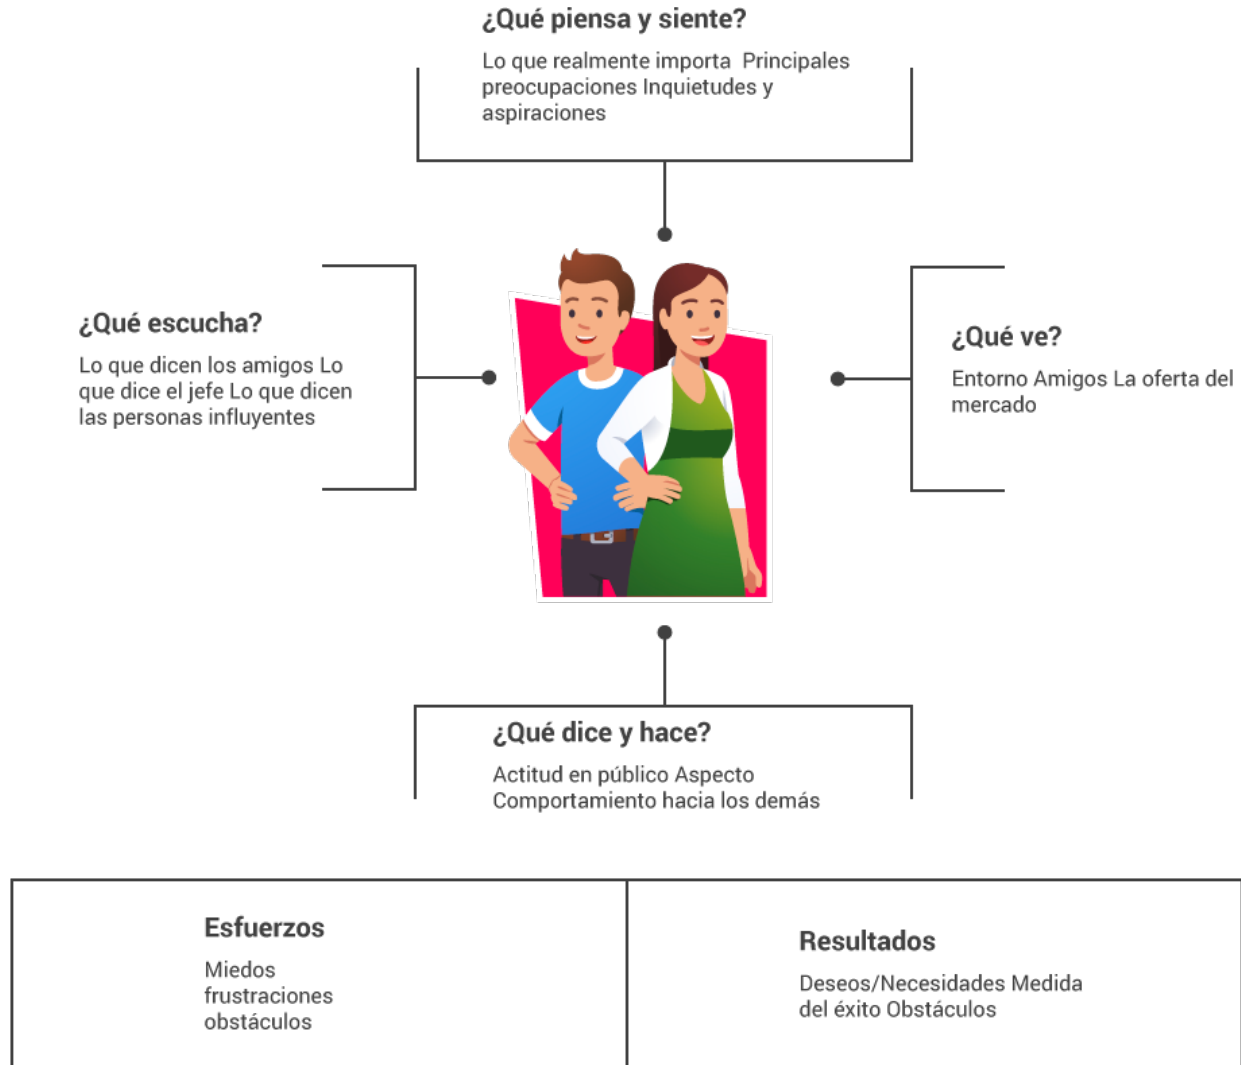 ¿Qué piensa y siente?
Lo que realmente importa  Principales
preocupaciones Inquietudes y
aspiraciones
¿Qué escucha?
Lo que dicen los amigos Lo
que dice el jefe Lo que dicen
las personas influyentes
¿Qué ve?
Entorno Amigos La oferta del
mercado
¿Qué dice y hace?
Actitud en público Aspecto
Comportamiento hacia los demás
Esfuerzos
Miedos
frustraciones
obstáculos
Resultados
Deseos/Necesidades Medida
del éxito Obstáculos